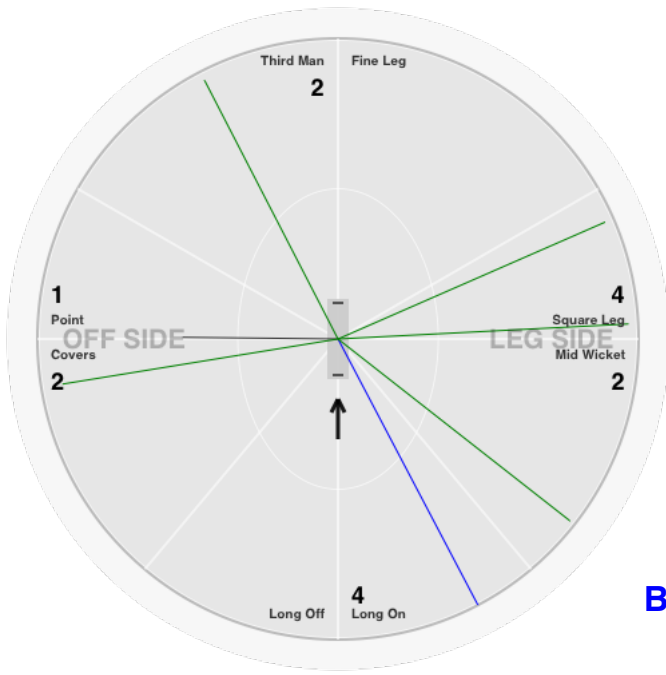 Third Man Fine Leg
2
1 4
Point Square Leg
OFF SIDE LEG SIDE
Covers Mid Wicket
2 2
4
Long Off Long On
B